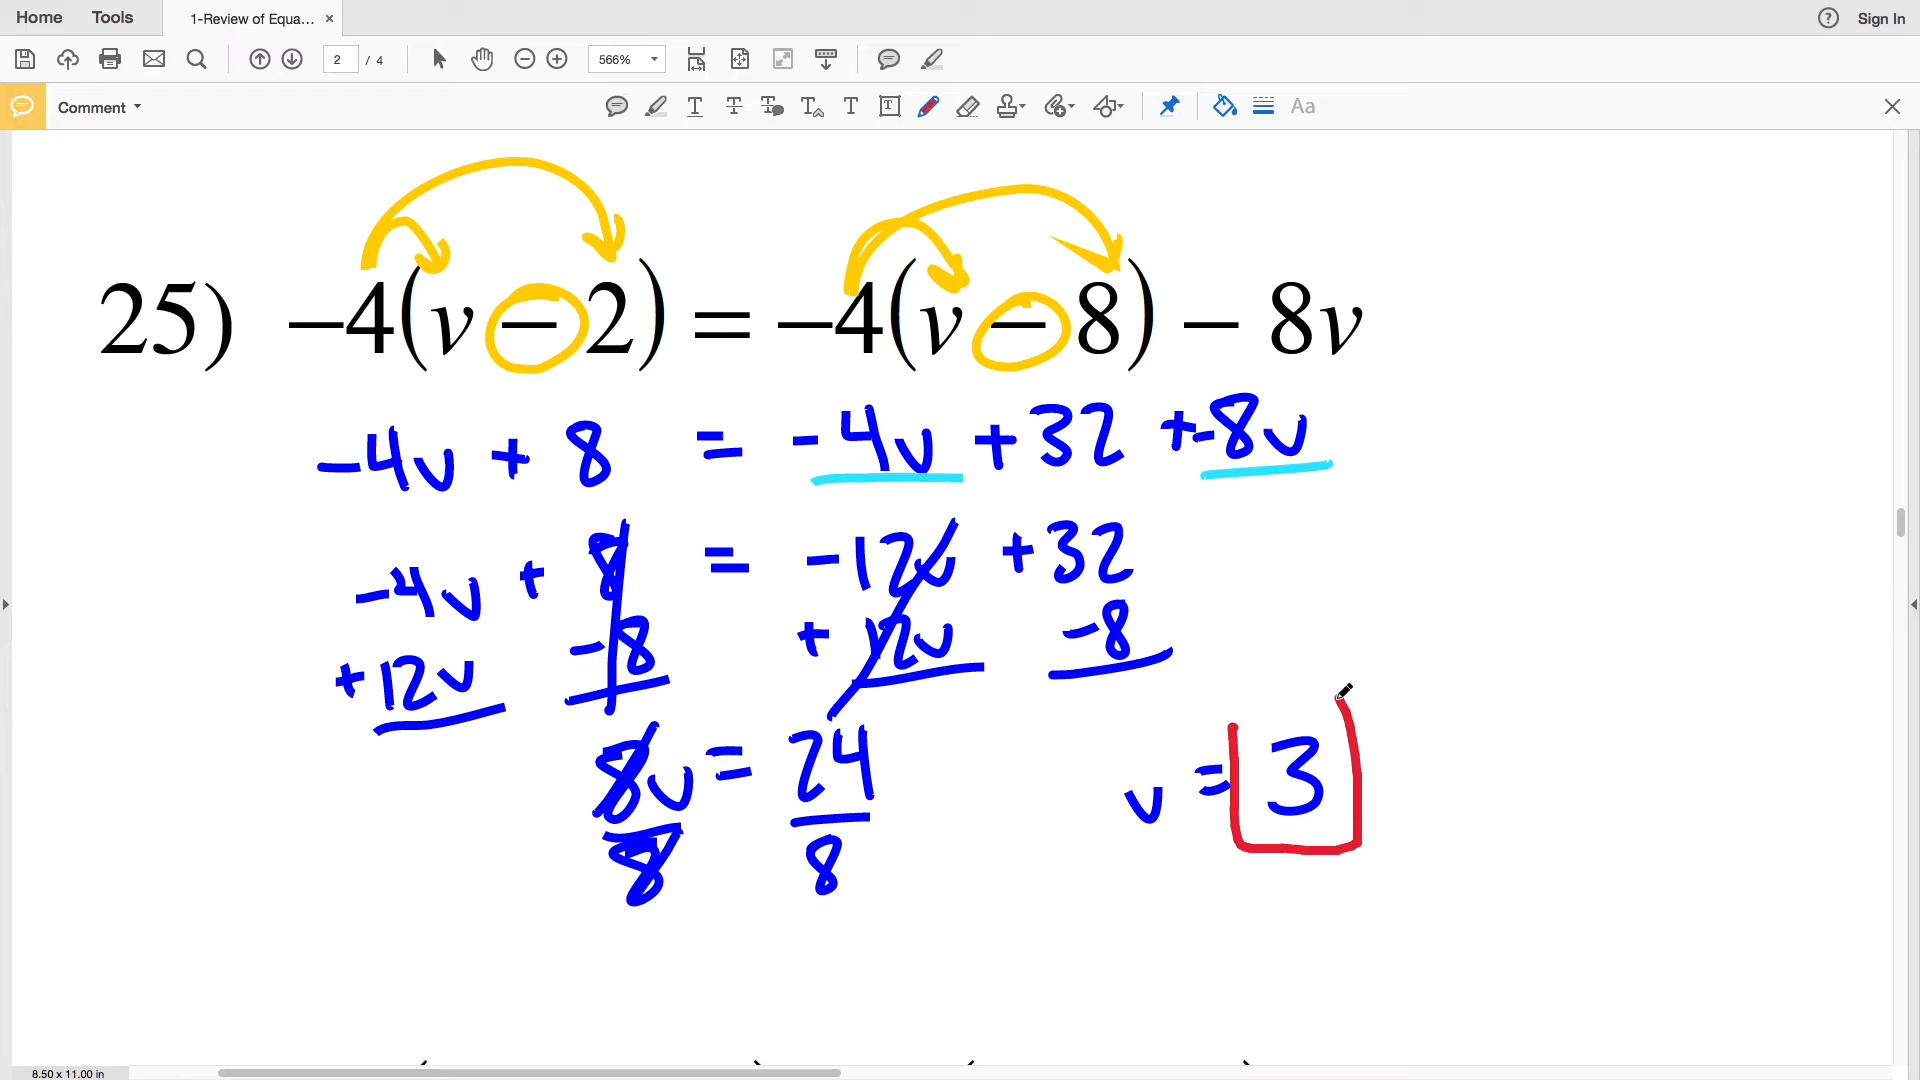 Home Tools 1-Review of Equa... × ? Sign In
2 / 4 566%
Comment Aa
25) −4(v − 2) = −4(v − 8) − 8v
-4v + 8 = -4v + 32 + -8v
-4v + 8 = -12v + 32
+12v -8 + 12v -8
8v = 24
8 8
v = 3
8.50 x 11.00 in